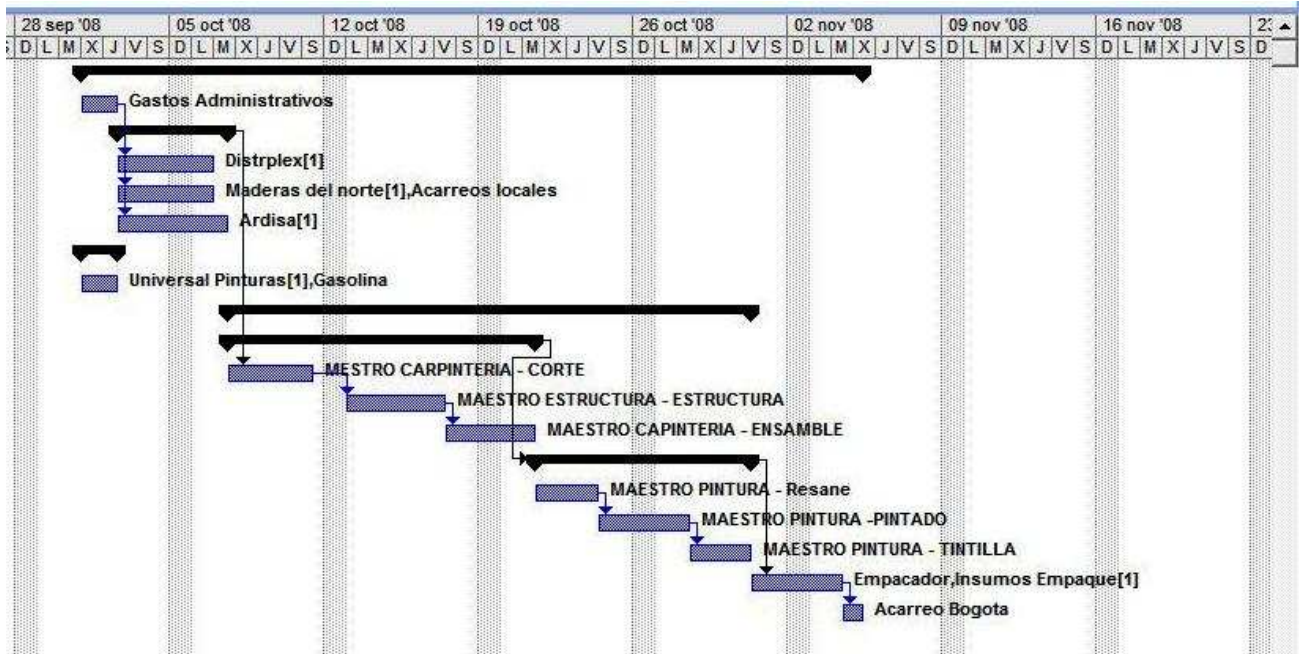 28 sep '08 05 oct '08 12 oct '08 19 oct '08 26 oct '08 02 nov '08 09 nov '08 16 nov '08
D L M X J V S D L M X J V S D L M X J V S D L M X J V S D L M X J V S D L M X J V S D L M X J V S D L M X J V S D
Gastos Administrativos
Distrplex[1]
Maderas del norte[1],Acarreos locales
Ardisa[1]
Universal Pinturas[1],Gasolina
MESTRO CARPINTERIA - CORTE
MAESTRO ESTRUCTURA - ESTRUCTURA
MAESTRO CAPINTERIA - ENSAMBLE
MAESTRO PINTURA - Resane
MAESTRO PINTURA -PINTADO
MAESTRO PINTURA - TINTILLA
Empacador,Insumos Empaque[1]
Acarreo Bogota